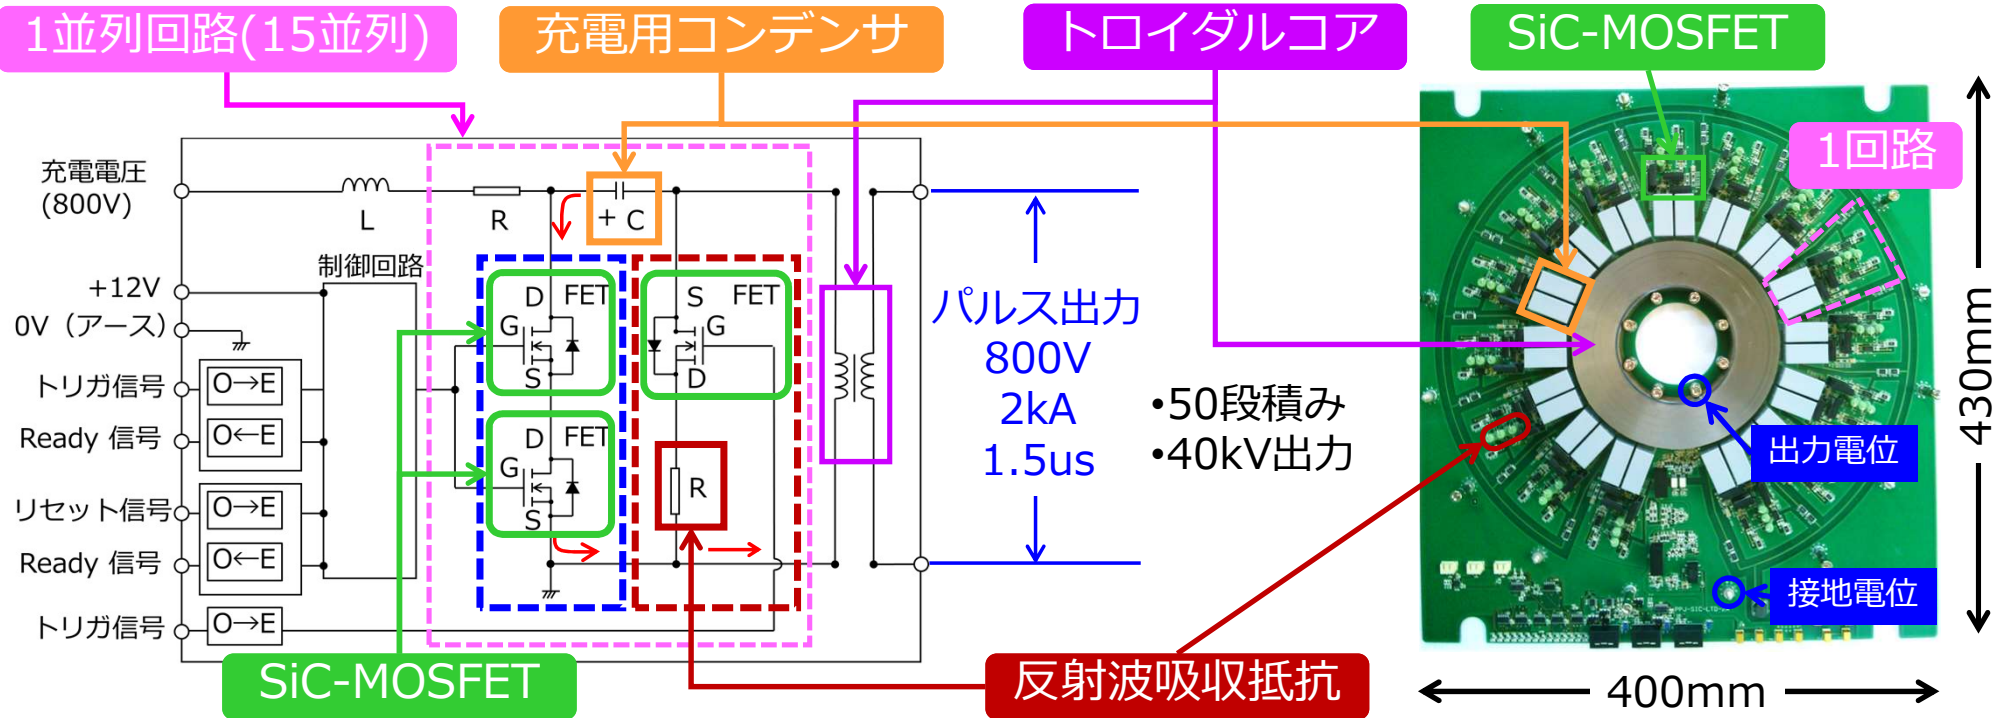 1並列回路(15並列)
充電用コンデンサ
トロイダルコア
SiC-MOSFET
1回路
充電電圧
(800V)
L
R
+ C
制御回路
+12V
0V（アース）
D FET
G
S
S FET
G
D
D FET
G
S
R
トリガ信号
O→E
Ready 信号
O←E
リセット信号
O→E
Ready 信号
O←E
トリガ信号
O→E
パルス出力
800V
2kA
1.5us
•50段積み
•40kV出力
出力電位
接地電位
430mm
400mm
SiC-MOSFET
反射波吸収抵抗